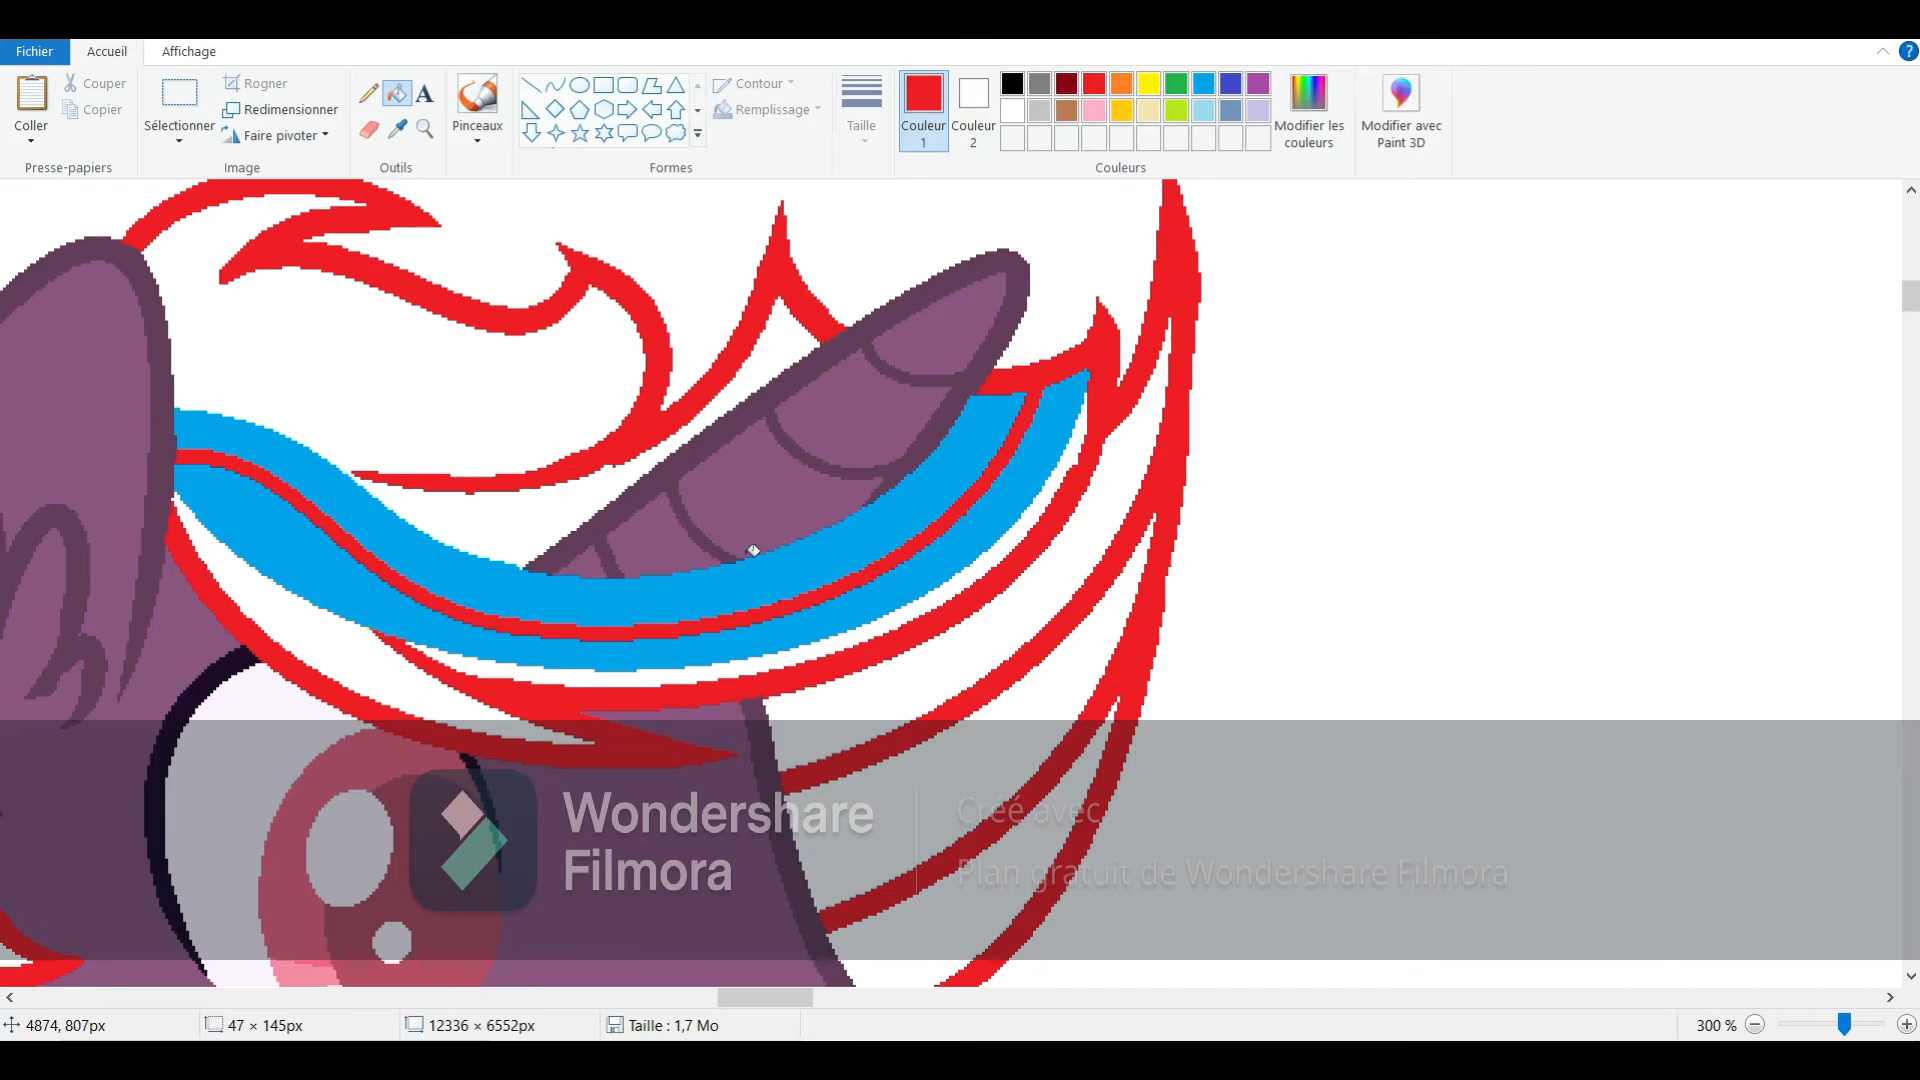 Fichier Accueil Affichage
Couper Rogner Contour
Copier Redimensionner Remplissage
Coller Sélectionner Faire pivoter A Pinceaux Taille Couleur 1 Couleur 2 Modifier les couleurs Modifier avec Paint 3D
Presse-papiers Image Outils Formes Couleurs
?
Wondershare
Filmora
Créé avec
Plan gratuit de Wondershare Filmora
4874, 807px 47 × 145px 12336 × 6552px Taille : 1,7 Mo 300 %